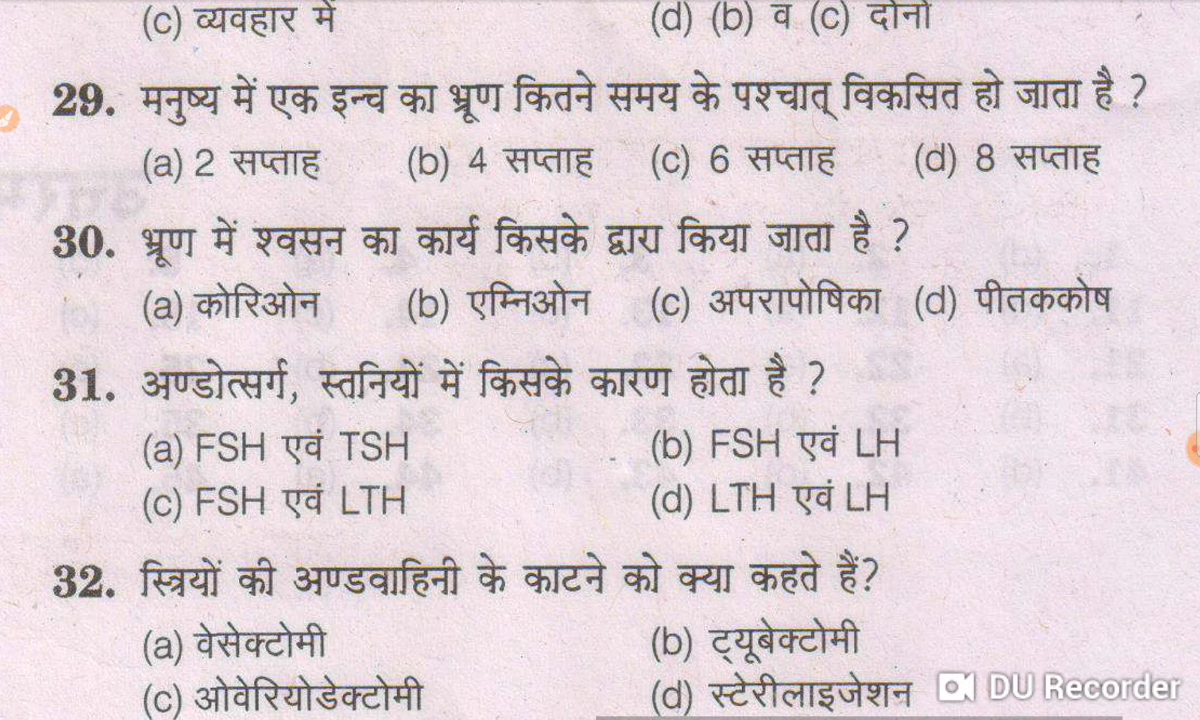 (c) व्यवहार में (d) (b) व (c) दोनों
29. मनुष्य में एक इन्च का भ्रूण कितने समय के पश्चात् विकसित हो जाता है ?
(a) 2 सप्ताह (b) 4 सप्ताह (c) 6 सप्ताह (d) 8 सप्ताह
30. भ्रूण में श्वसन का कार्य किसके द्वारा किया जाता है ?
(a) कोरिओन (b) एम्निओन (c) अपरापोषिका (d) पीतककोष
31. अण्डोत्सर्ग, स्तनियों में किसके कारण होता है ?
(a) FSH एवं TSH (b) FSH एवं LH
(c) FSH एवं LTH (d) LTH एवं LH
32. स्त्रियों की अण्डवाहिनी के काटने को क्या कहते हैं?
(a) वेसेक्टोमी (b) ट्यूबेक्टोमी
(c) ओवेरियोडेक्टोमी (d) स्टेरीलाइजेशन
DU Recorder